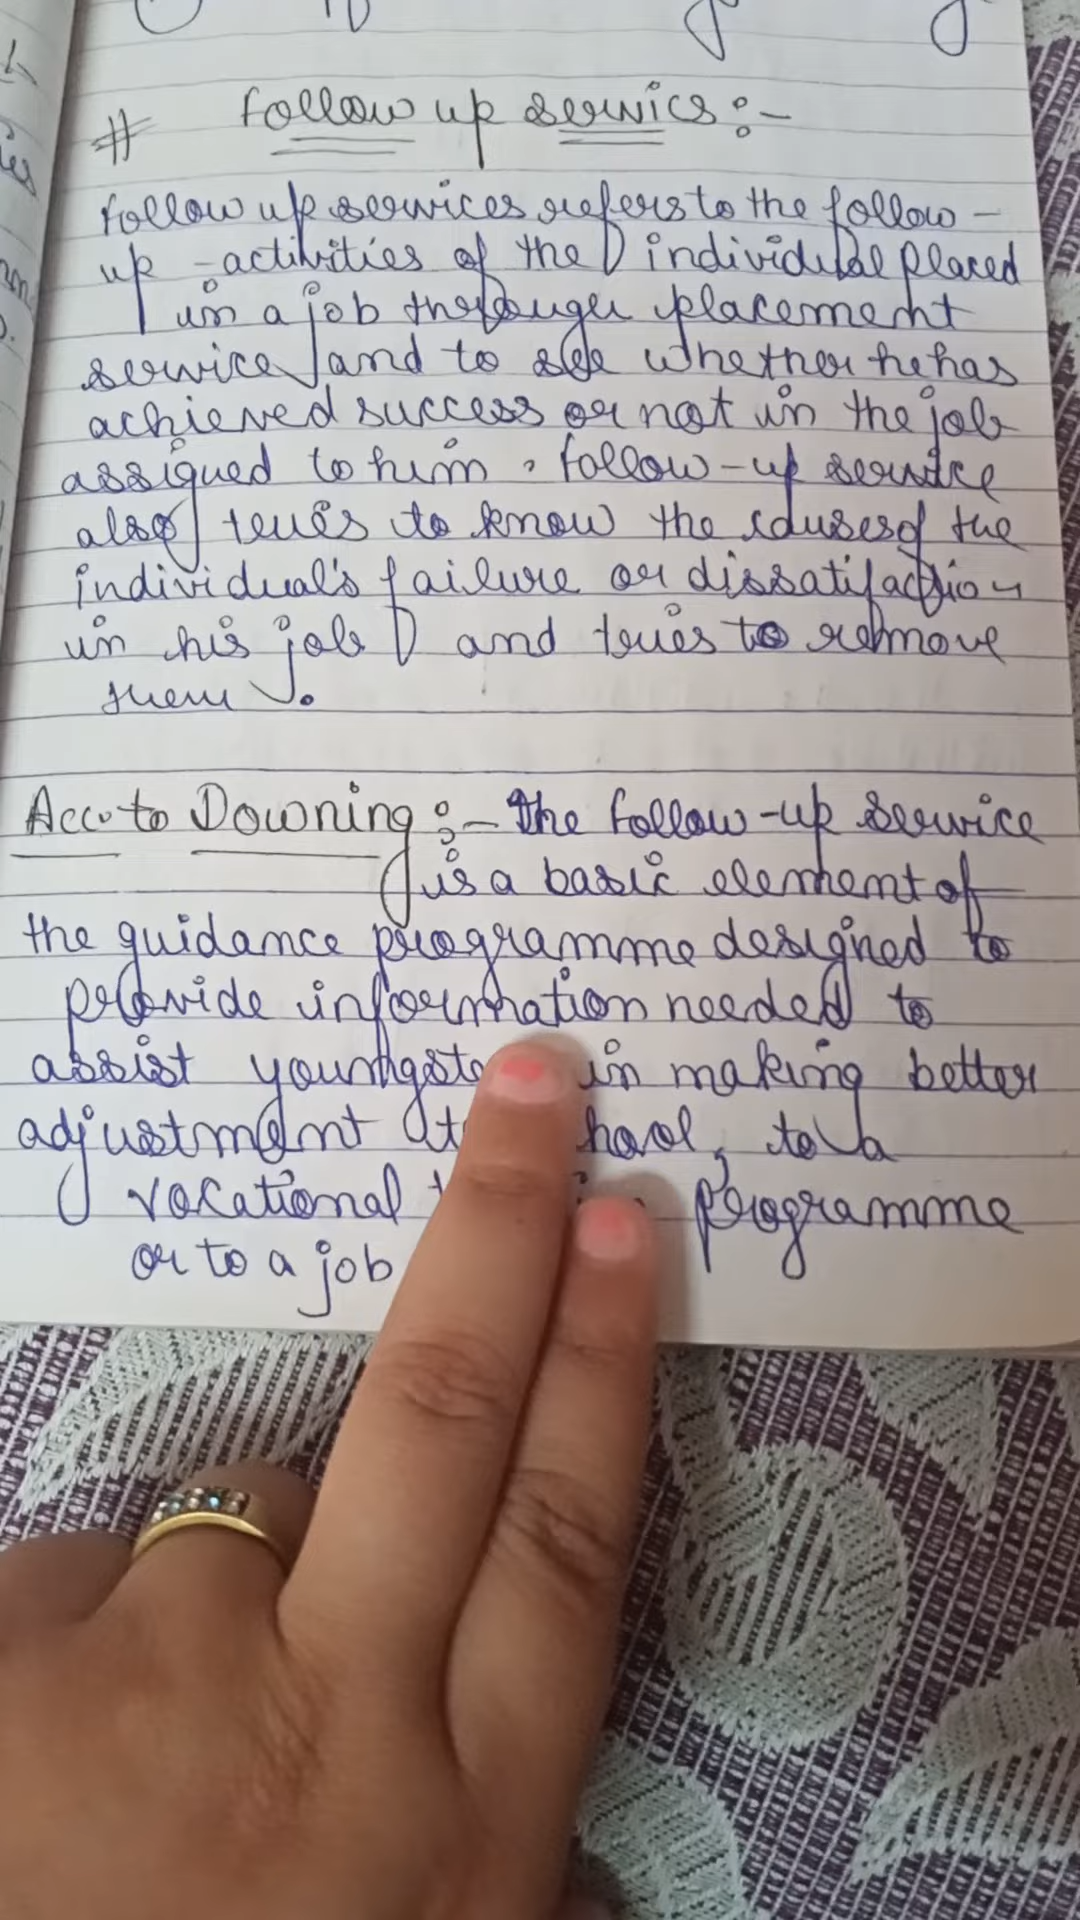 # Follow up servics :-
Follow up services refers to the follow-
up - activities of the individual placed
in a job through placement
service and to see whether he has
achieved success or not in the job
assigned to him. Follow-up service
also tries to know the causes of the
individual's failure or dissatifaction
in his job and tries to remove
them.
Acc. to Downing :- The follow-up service
is a basic element of
the guidance programme designed to
provide information needed to
assist in making better
adjustment to a
vocational programme
or to a job